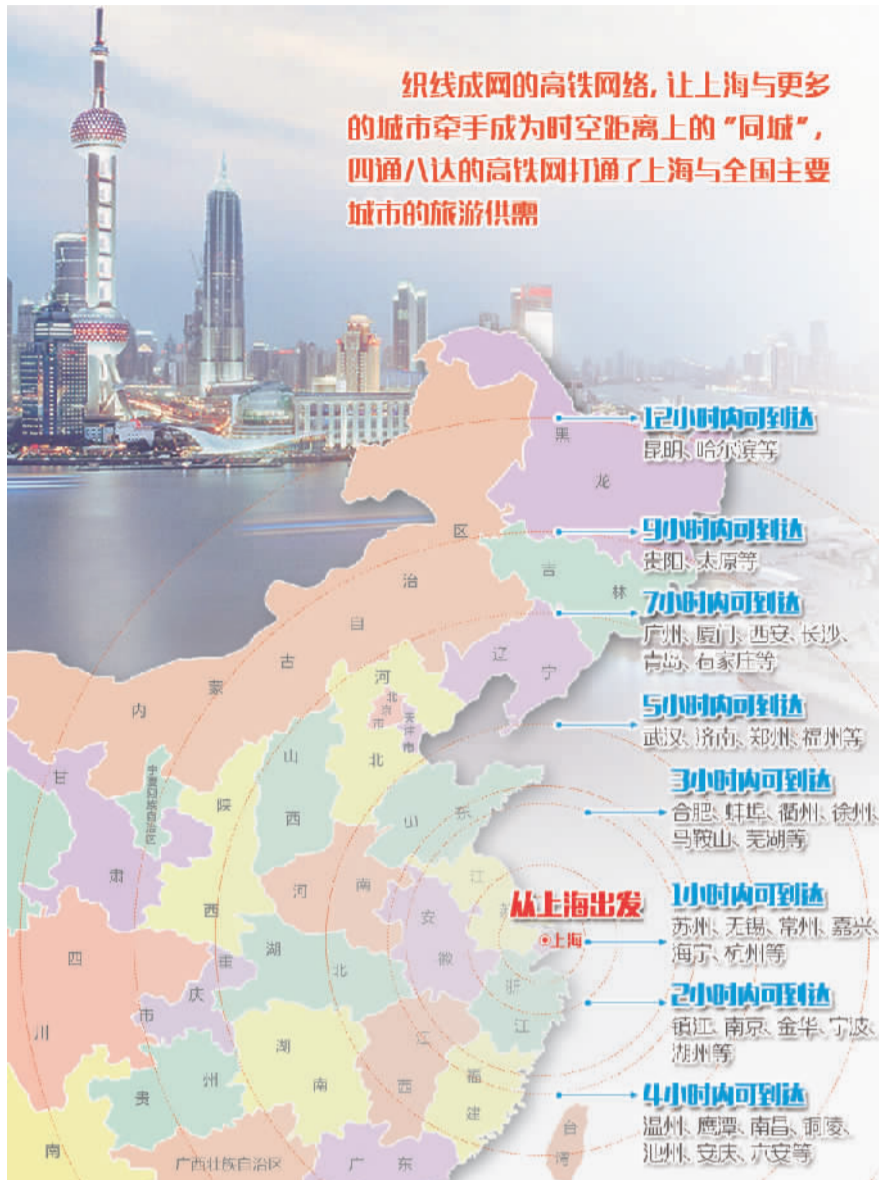 织线成网的高铁网络,让上海与更多
的城市牵手成为时空距离上的“同城”,
四通八达的高铁网打通了上海与全国主要
城市的旅游供需
12小时内可到达
昆明、哈尔滨等
9小时内可到达
贵阳、太原等
7小时内可到达
广州、厦门、西安、长沙、
青岛、石家庄等
5小时内可到达
武汉、济南、郑州、福州等
3小时内可到达
合肥、蚌埠、衢州、徐州、
马鞍山、芜湖等
从上海出发
上海
1小时内可到达
苏州、无锡、常州、嘉兴、
海宁、杭州等
2小时内可到达
镇江、南京、金华、宁波、
湖州等
4小时内可到达
温州、鹰潭、南昌、铜陵、
池州、安庆、六安等
黑龙
吉林
辽宁
内蒙古自治区
河北
北京市
天津市
山西
山东
宁夏回族自治区
甘肃
陕西
河南
江苏
安徽
四川
重庆市
湖北
浙江
贵州
湖南
江西
福建
南
广西壮族自治区
广东
台湾